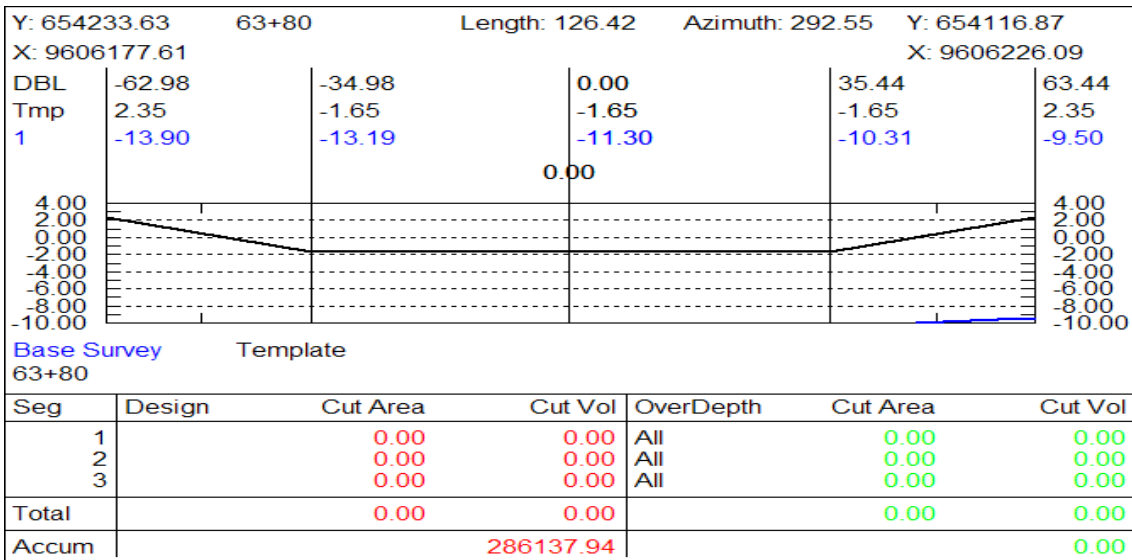 Y: 654233.63 63+80 Length: 126.42 Azimuth: 292.55 Y: 654116.87
X: 9606177.61 X: 9606226.09
DBL -62.98 -34.98 0.00 35.44 63.44
Tmp 2.35 -1.65 -1.65 -1.65 2.35
1 -13.90 -13.19 -11.30 -10.31 -9.50
0.00
4.00 4.00
2.00 2.00
0.00 0.00
-2.00 -2.00
-4.00 -4.00
-6.00 -6.00
-8.00 -8.00
-10.00 -10.00
Base Survey Template
63+80
Seg Design Cut Area Cut Vol OverDepth Cut Area Cut Vol
1 0.00 0.00 All 0.00 0.00
2 0.00 0.00 All 0.00 0.00
3 0.00 0.00 All 0.00 0.00
Total 0.00 0.00 0.00 0.00
Accum 286137.94 0.00